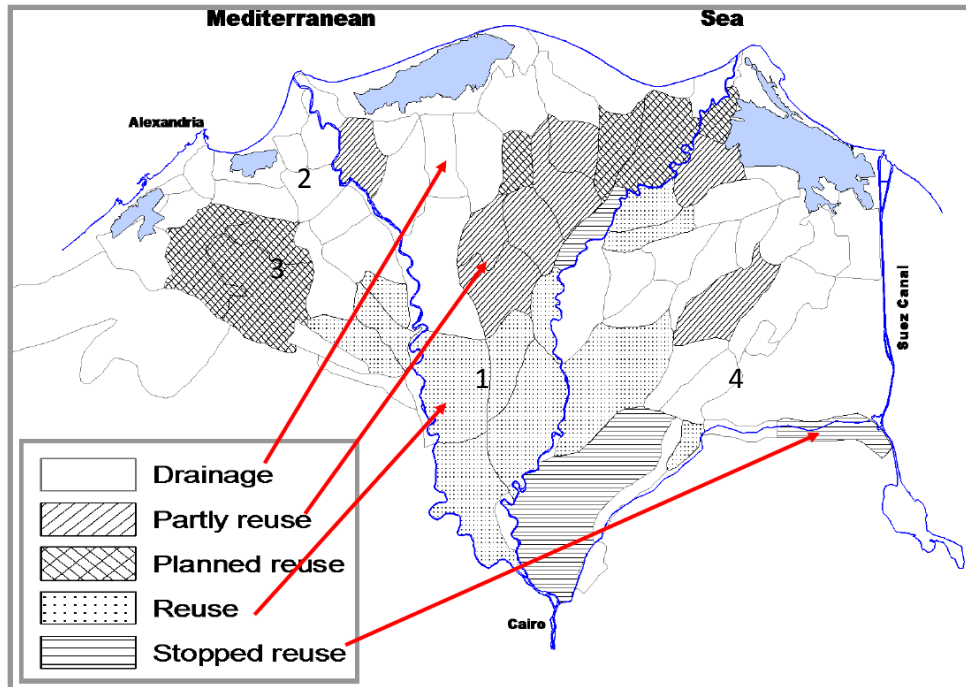 Mediterranean Sea
Alexandria
2
3
1
4
Suez Canal
Drainage
Partly reuse
Planned reuse
Reuse
Stopped reuse
Cairo